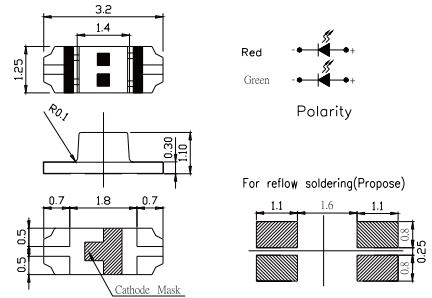 3.2
1.4
1.25
Red - +
Green - +
Polarity
R0.1
0.30
1.10
0.7 1.8 0.7
0.5
0.5
Cathode Mask
For reflow soldering(Propose)
1.1 1.6 1.1
0.8
0.8
0.25